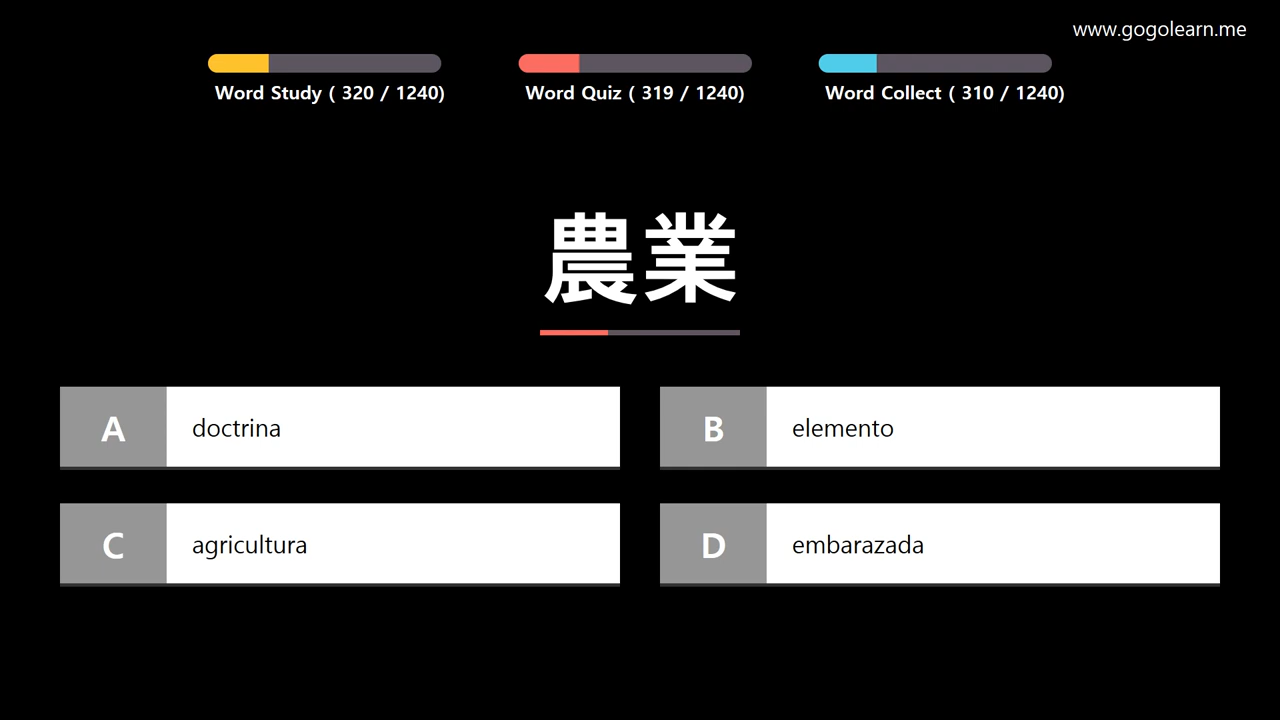 www.gogolearn.me
Word Study ( 320 / 1240)
Word Quiz ( 319 / 1240)
Word Collect ( 310 / 1240)
農業
A doctrina
B elemento
C agricultura
D embarazada